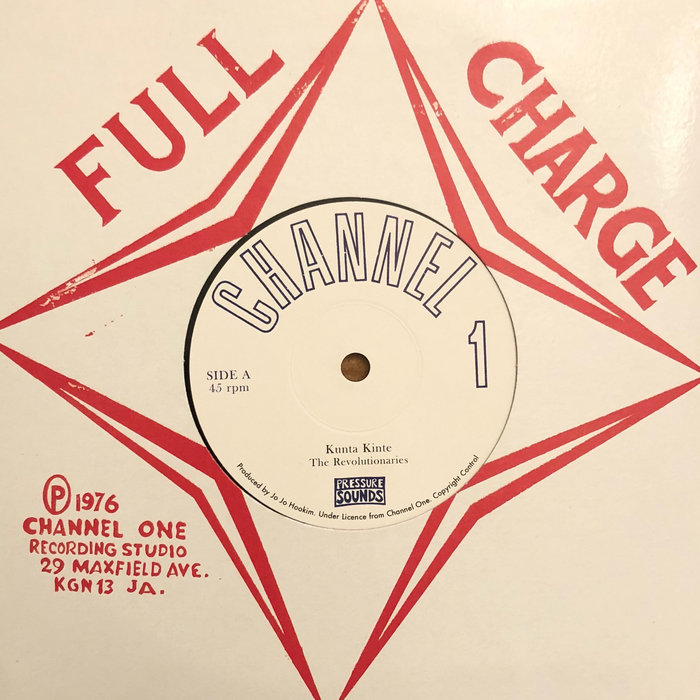 FULL
CHARGE
CHANNEL
1
SIDE A
45 rpm
Kunta Kinte
The Revolutionaries
PRESSURE
SOUNDS
Produced by Jo Jo Hookim. Under Licence from Channel One. Copyright Control
℗ 1976
CHANNEL ONE
RECORDING STUDIO
29 MAXFIELD AVE.
KGN 13 JA.